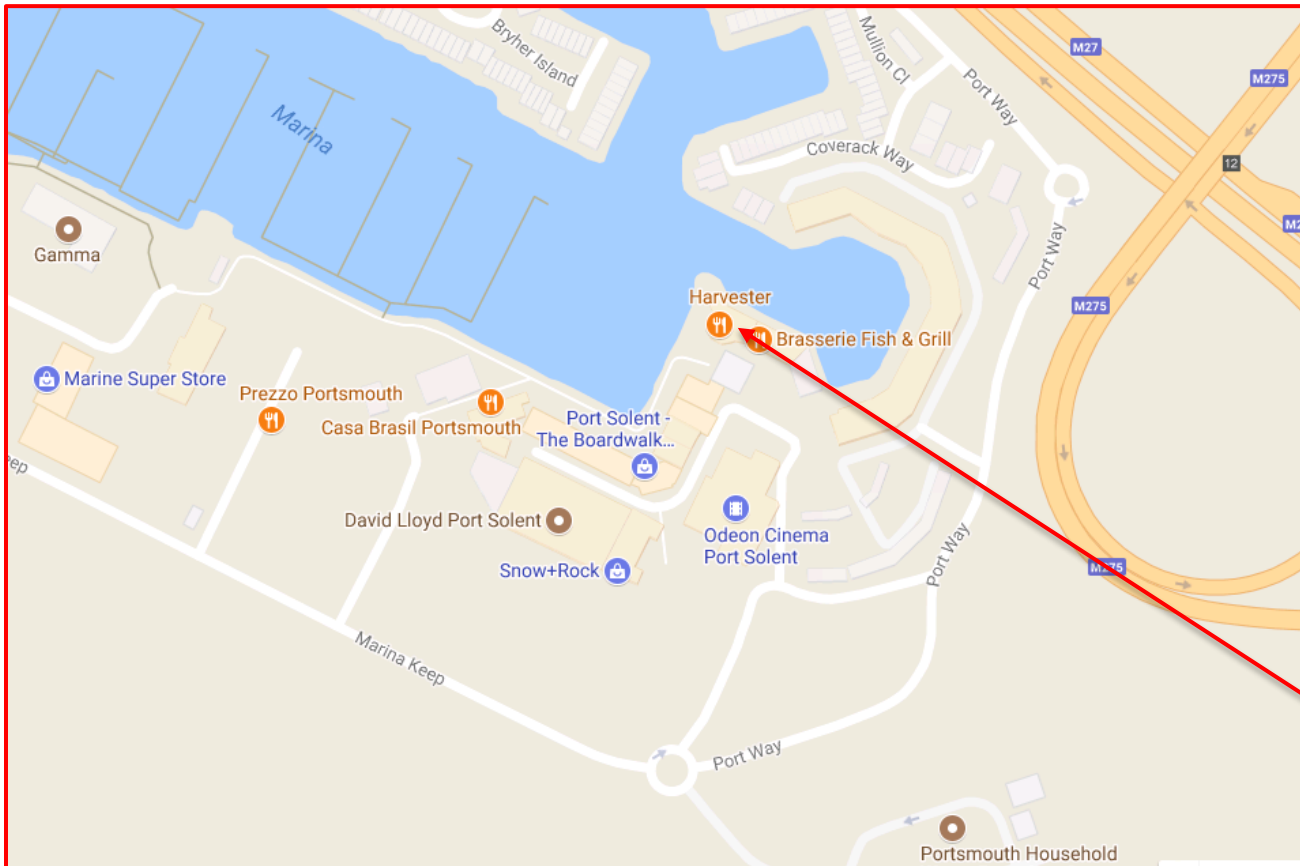 Bryher Island
Mullion Cl
M27
M275
Port Way
Marina
Coverack Way
12
Gamma
Port Way
M275
Harvester
Brasserie Fish & Grill
Marine Super Store
Prezzo Portsmouth
Casa Brasil Portsmouth
Port Solent -
The Boardwalk...
David Lloyd Port Solent
Odeon Cinema
Port Solent
Snow+Rock
Port Way
M275
Marina Keep
Port Way
Portsmouth Household